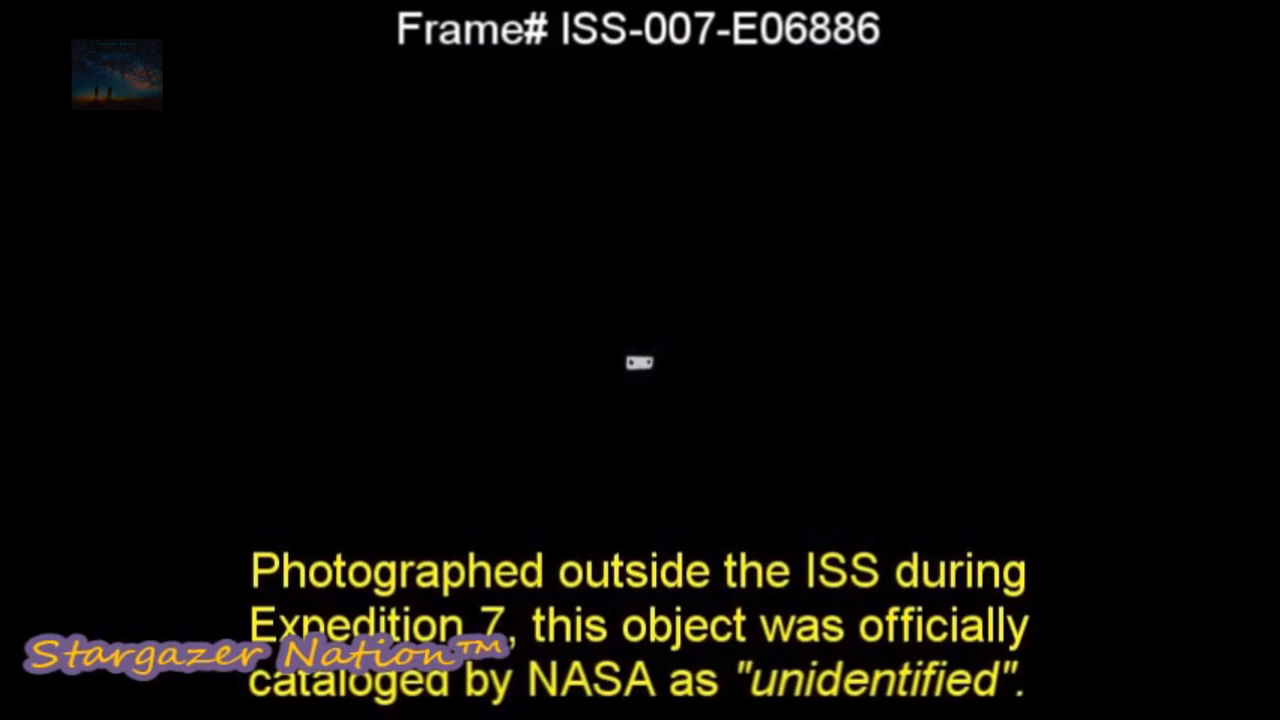 Frame# ISS-007-E06886
Photographed outside the ISS during
Expedition 7, this object was officially
Stargazer Nation™
cataloged by NASA as "unidentified".